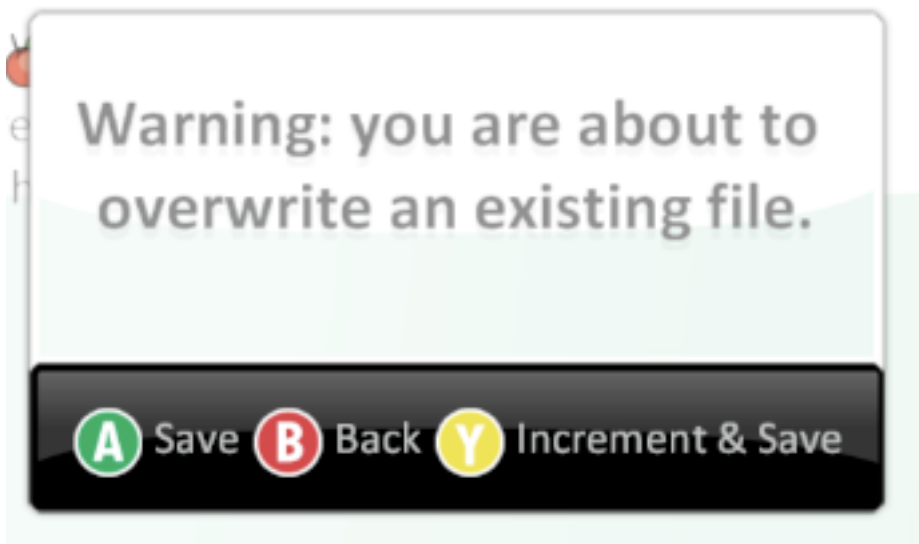 Warning: you are about to
overwrite an existing file.
A Save B Back Y Increment & Save